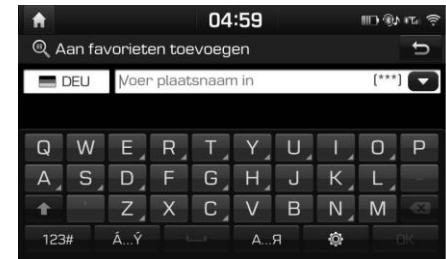 04:59
Aan favorieten toevoegen
DEU Voer plaatsnaam in (***)
Q W E R T Y U I O P
A S D F G H J K L -
' Z X C V B N M
123# Á...Ý A...Я OK